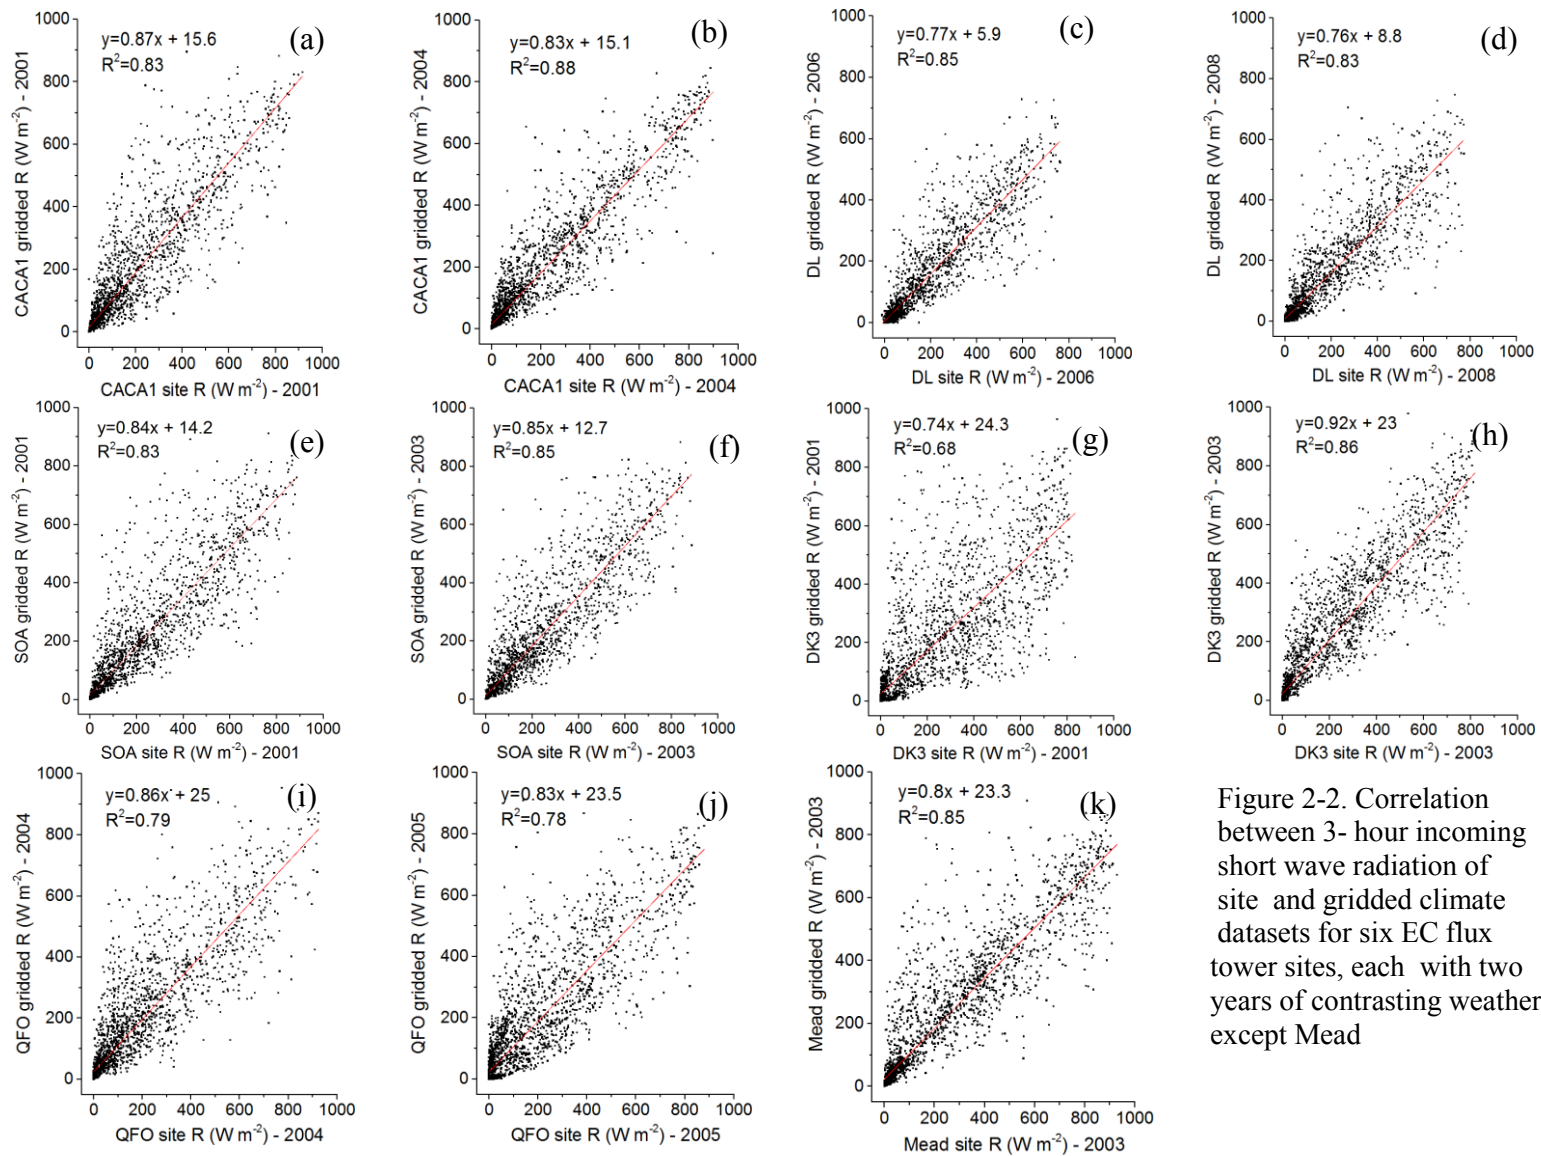 y=0.87x + 15.6
R²=0.83
(a)
1000
800
600
400
200
0
CACA1 gridded R (W m⁻²) - 2001
0 200 400 600 800 1000
CACA1 site R (W m⁻²) - 2001
y=0.83x + 15.1
R²=0.88
(b)
1000
800
600
400
200
0
CACA1 gridded R (W m⁻²) - 2004
0 200 400 600 800 1000
CACA1 site R (W m⁻²) - 2004
y=0.77x + 5.9
R²=0.85
(c)
1000
800
600
400
200
0
DL gridded R (W m⁻²) - 2006
0 200 400 600 800 1000
DL site R (W m⁻²) - 2006
y=0.76x + 8.8
R²=0.83
(d)
1000
800
600
400
200
0
DL gridded R (W m⁻²) - 2008
0 200 400 600 800 1000
DL site R (W m⁻²) - 2008
y=0.84x + 14.2
R²=0.83
(e)
1000
800
600
400
200
0
SOA gridded R (W m⁻²) - 2001
0 200 400 600 800 1000
SOA site R (W m⁻²) - 2001
y=0.85x + 12.7
R²=0.85
(f)
1000
800
600
400
200
0
SOA gridded R (W m⁻²) - 2003
0 200 400 600 800 1000
SOA site R (W m⁻²) - 2003
y=0.74x + 24.3
R²=0.68
(g)
1000
800
600
400
200
0
DK3 gridded R (W m⁻²) - 2001
0 200 400 600 800 1000
DK3 site R (W m⁻²) - 2001
y=0.92x + 23
R²=0.86
(h)
1000
800
600
400
200
0
DK3 gridded R (W m⁻²) - 2003
0 200 400 600 800 1000
DK3 site R (W m⁻²) - 2003
y=0.86x + 25
R²=0.79
(i)
1000
800
600
400
200
0
QFO gridded R (W m⁻²) - 2004
0 200 400 600 800 1000
QFO site R (W m⁻²) - 2004
y=0.83x + 23.5
R²=0.78
(j)
1000
800
600
400
200
0
QFO gridded R (W m⁻²) - 2005
0 200 400 600 800 1000
QFO site R (W m⁻²) - 2005
y=0.8x + 23.3
R²=0.85
(k)
1000
800
600
400
200
0
Mead gridded R (W m⁻²) - 2003
0 200 400 600 800 1000
Mead site R (W m⁻²) - 2003
Figure 2-2. Correlation
between 3- hour incoming
short wave radiation of
site and gridded climate
datasets for six EC flux
tower sites, each with two
years of contrasting weather
except Mead